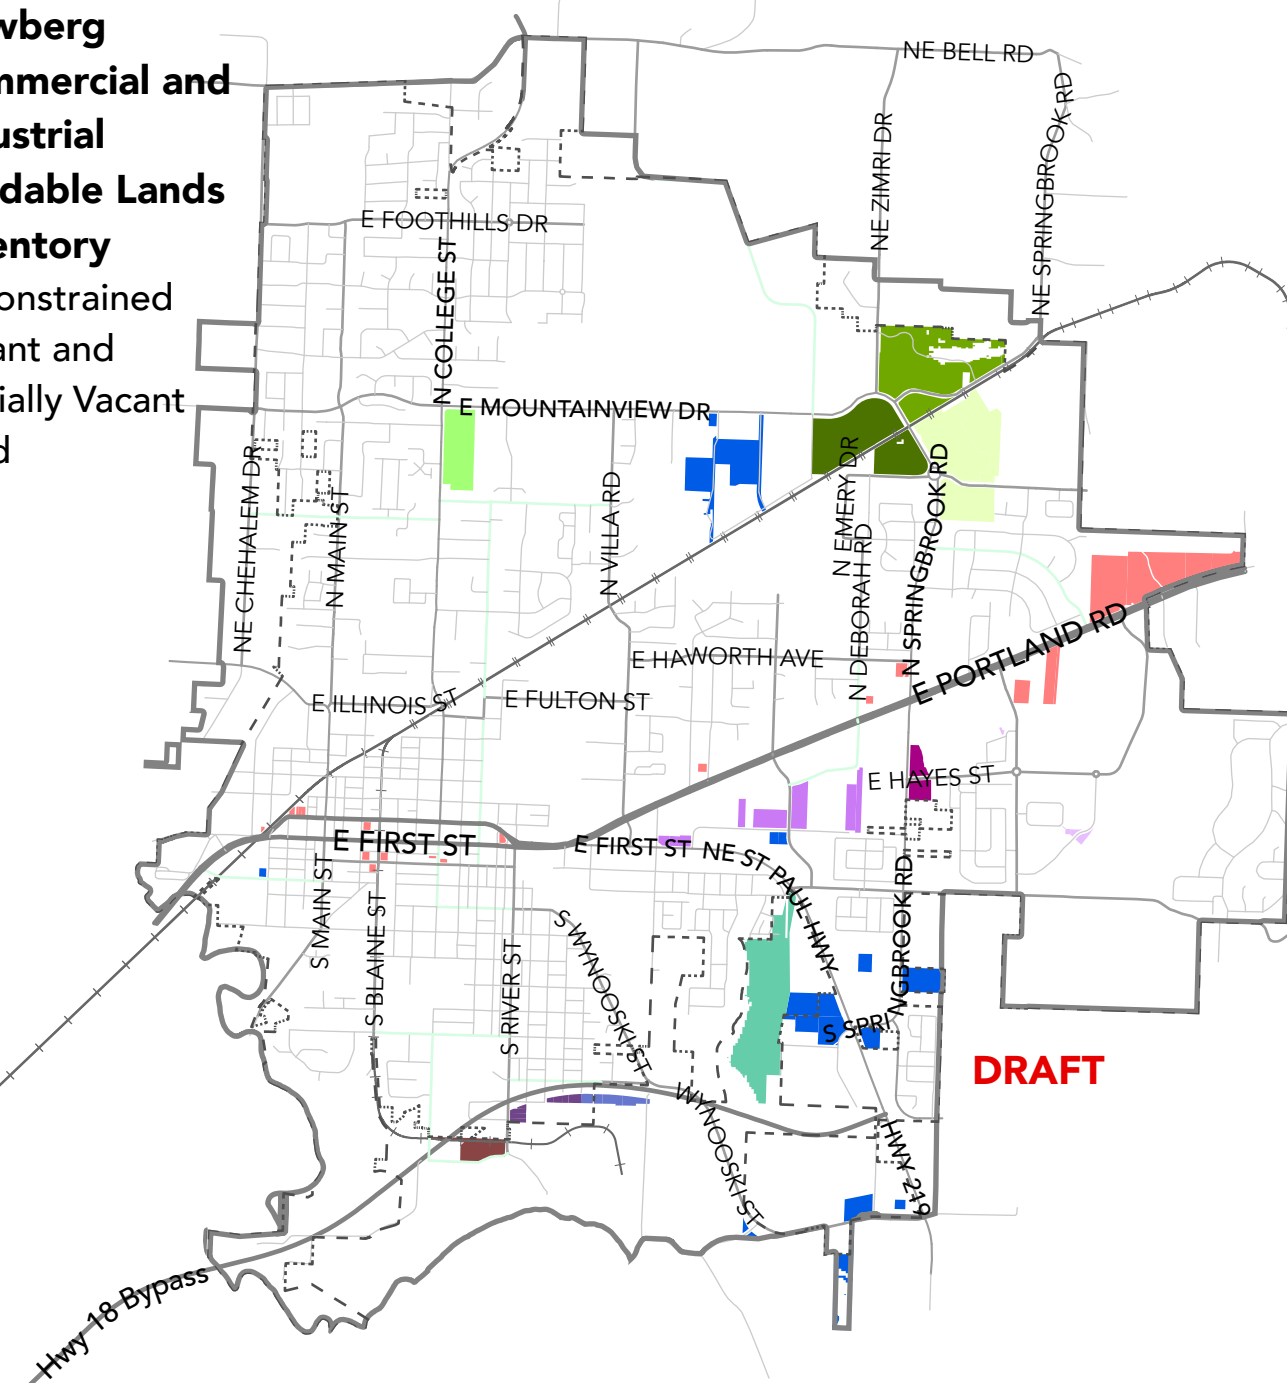 wberg
mmercial and
ustrial
dable Lands
entory
onstrained
ant and
ially Vacant
d
NE BELL RD
NE ZIMRI DR
NE SPRINGBROOK RD
E FOOTHILLS DR
N COLLEGE ST
E MOUNTAINVIEW DR
NE CHEHALEM DR
N MAIN ST
N VILLA RD
N EMERY DR
N DEBORAH RD
N SPRINGBROOK RD
E HAWORTH AVE
E PORTLAND RD
E ILLINOIS ST
E FULTON ST
E HAYES ST
E FIRST ST
E FIRST ST
NE ST PAUL HWY
S MAIN ST
S BLAINE ST
S RIVER ST
S WYNOOSKI ST
NGBROOK RD
S SPRI
DRAFT
WYNOOSKI ST
HWY 219
Hwy 18 Bypass